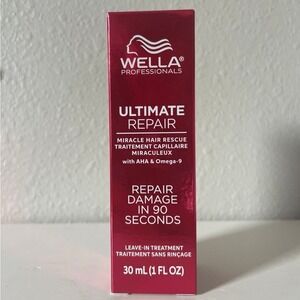 WELLA
PROFESSIONALS
ULTIMATE
REPAIR
MIRACLE HAIR RESCUE
TRAITEMENT CAPILLAIRE
MIRACULEUX
with AHA & Omega-9
REPAIR
DAMAGE
IN 90
SECONDS
LEAVE-IN TREATMENT
TRAITEMENT SANS RINÇAGE
30 mL (1 FL OZ)